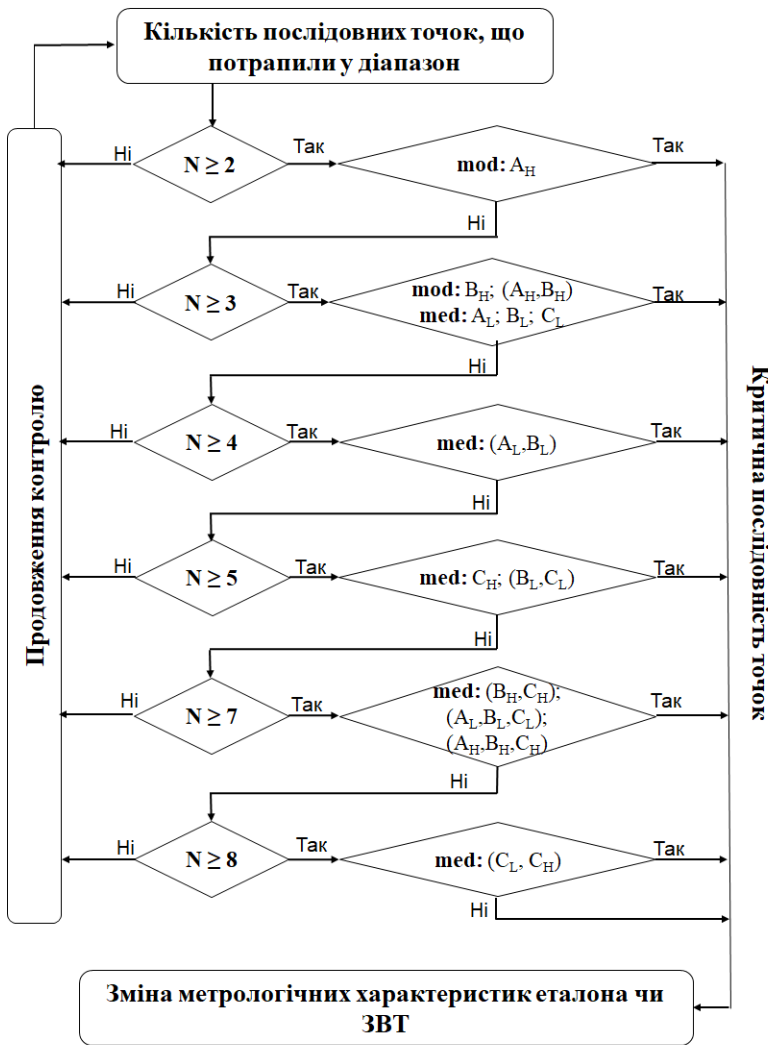 Кількість послідовних точок, що
потрапили у діапазон
Ні
N ≥ 2
Так
mod: A_H
Так
Ні
Ні
N ≥ 3
Так
mod: B_H; (A_H,B_H)
med: A_L; B_L; C_L
Так
Ні
Ні
N ≥ 4
Так
med: (A_L,B_L)
Так
Ні
Ні
N ≥ 5
Так
med: C_H; (B_L,C_L)
Так
Ні
Ні
N ≥ 7
Так
med: (B_H,C_H);
(A_L,B_L,C_L);
(A_H,B_H,C_H)
Так
Ні
Ні
N ≥ 8
Так
med: (C_L, C_H)
Так
Ні
Продовження контролю
Критична послідовність точок
Зміна метрологічних характеристик еталона чи
ЗВТ